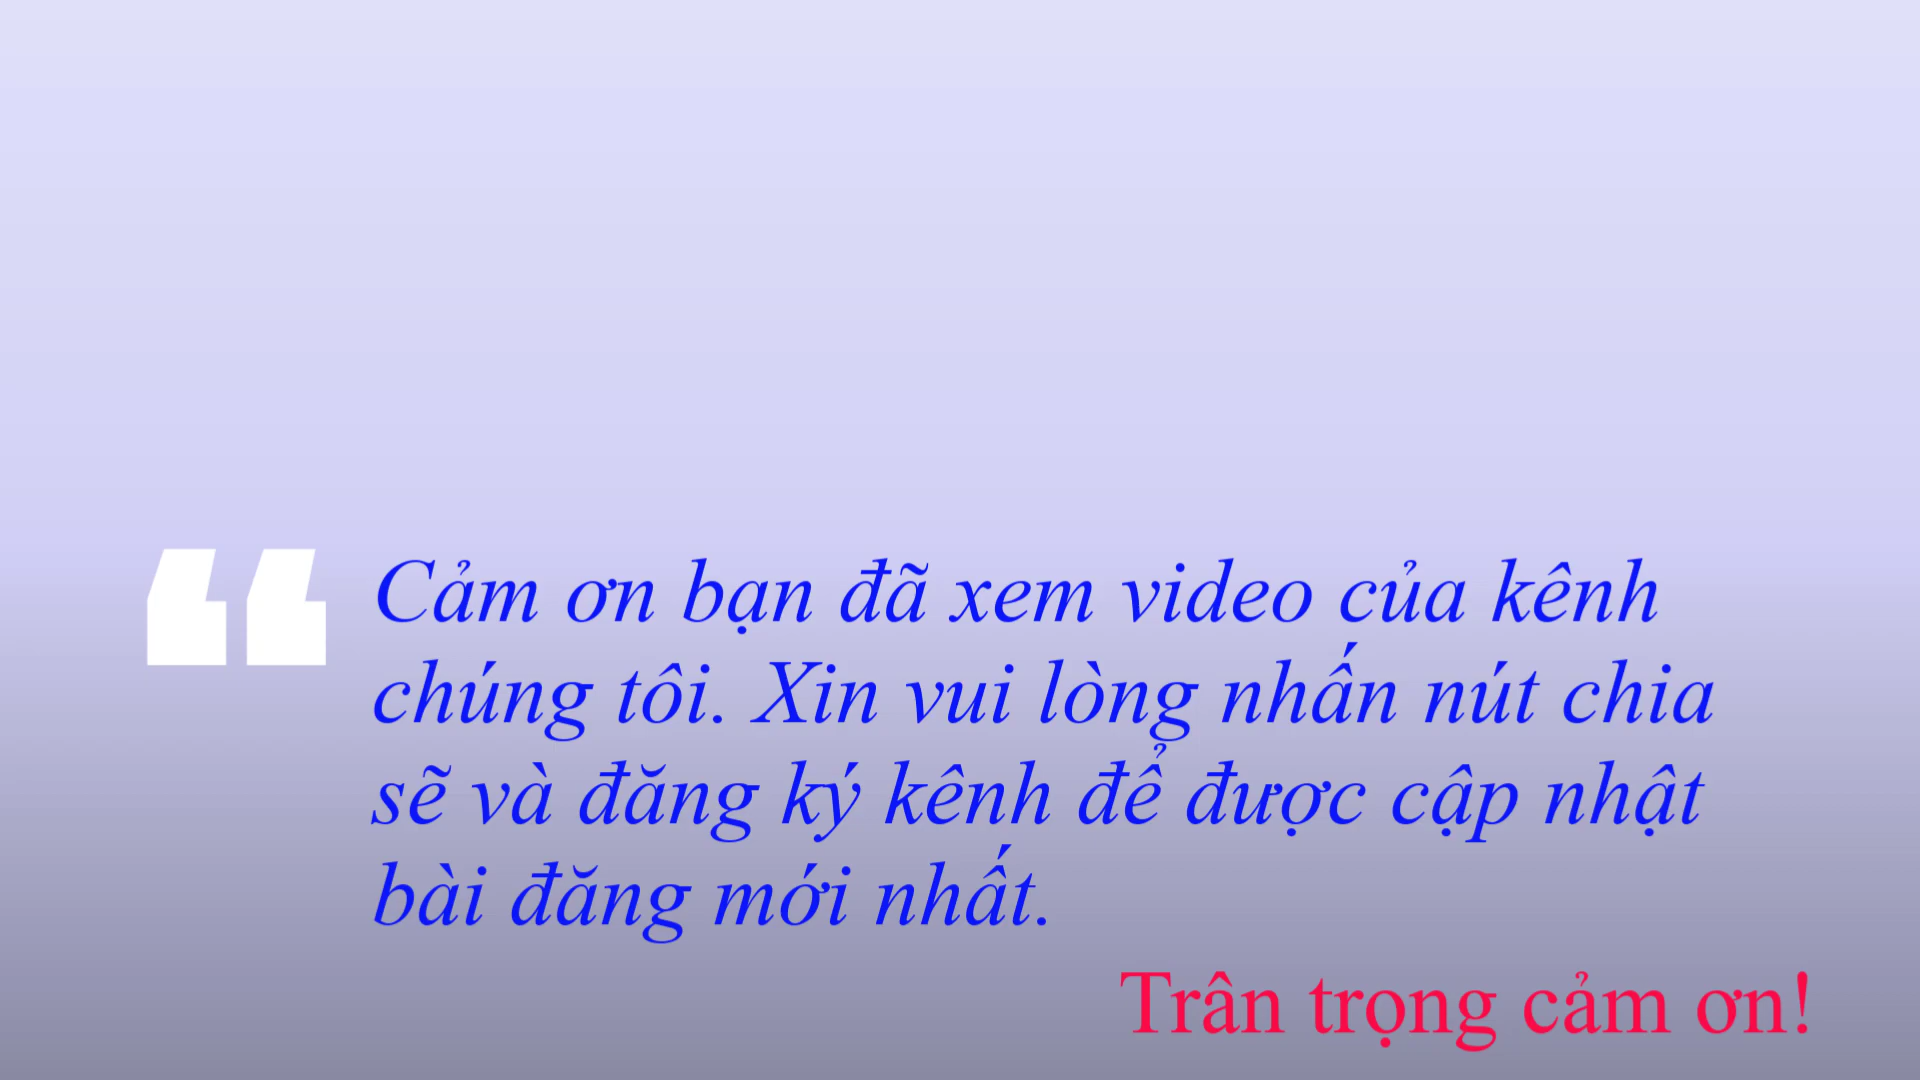 “
Cảm ơn bạn đã xem video của kênh
chúng tôi. Xin vui lòng nhấn nút chia
sẽ và đăng ký kênh để được cập nhật
bài đăng mới nhất.
Trân trọng cảm ơn!